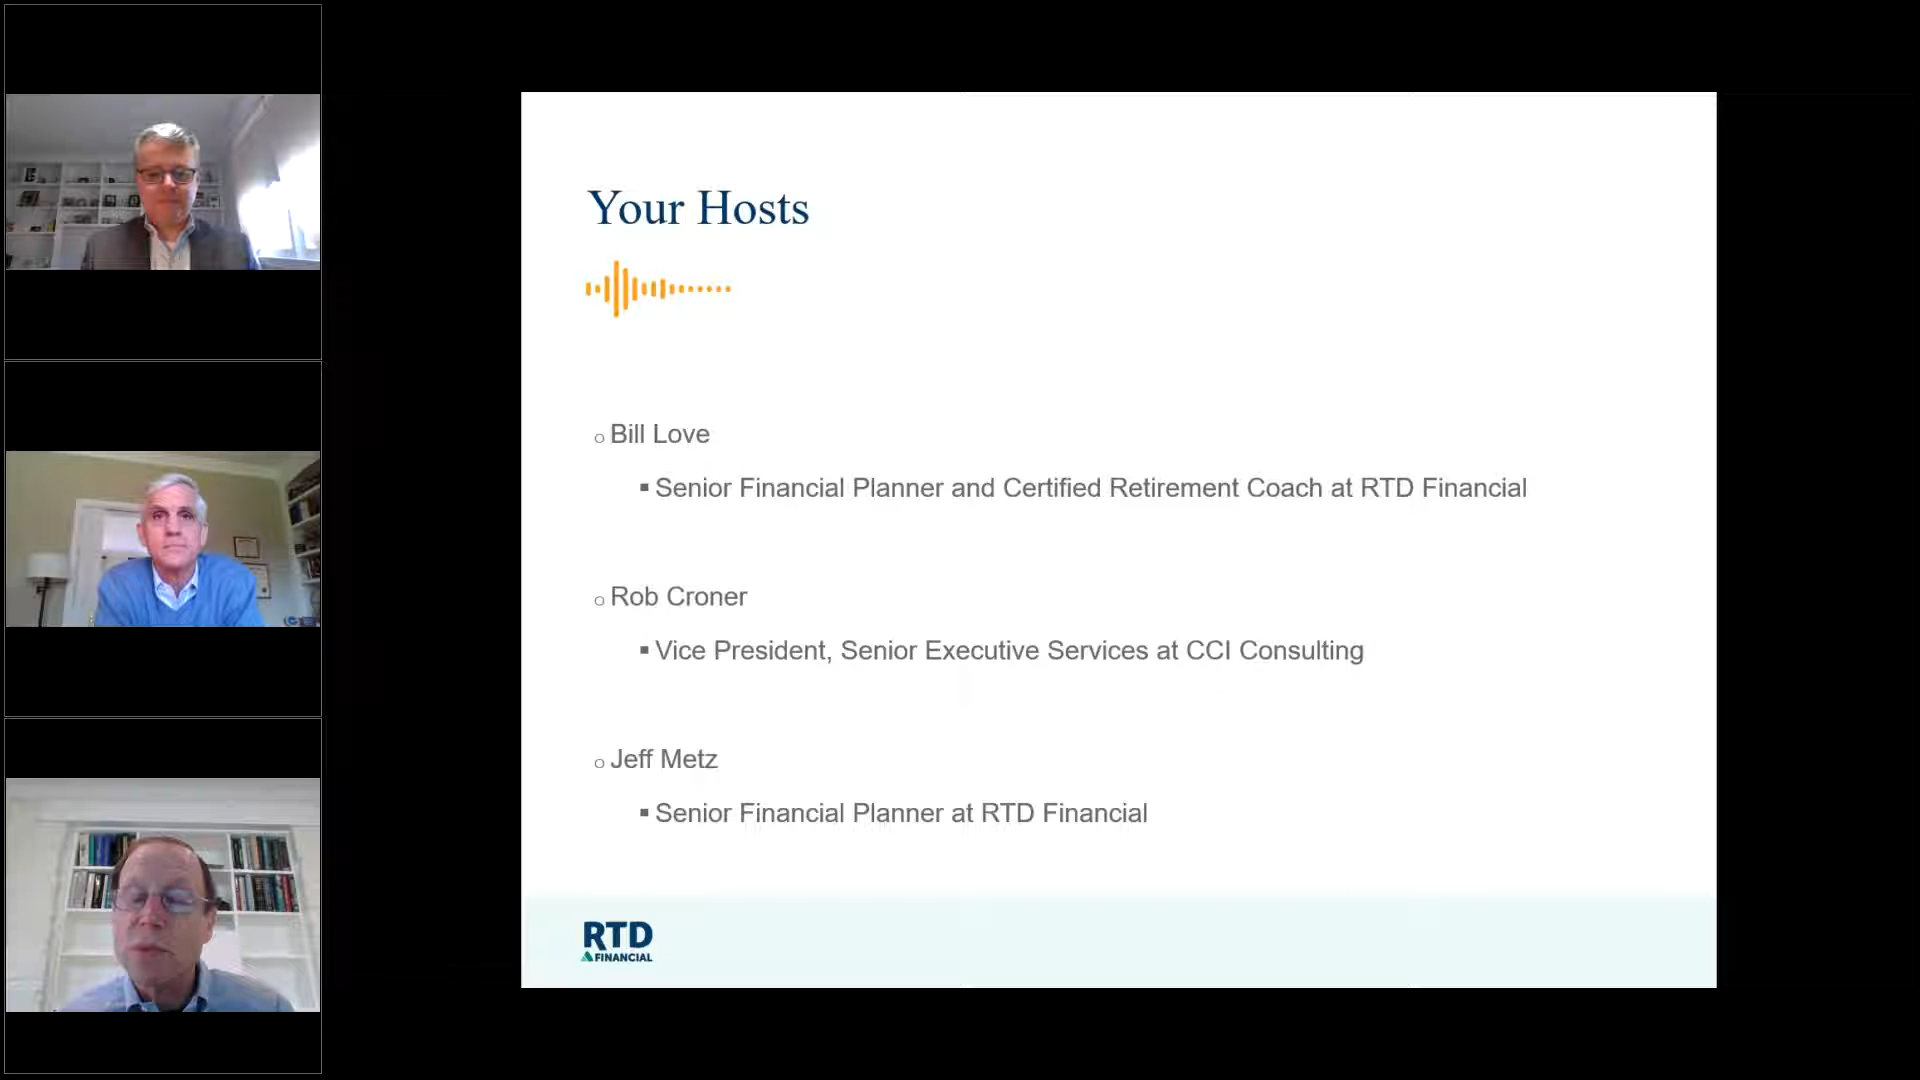 Your Hosts
Bill Love
Senior Financial Planner and Certified Retirement Coach at RTD Financial
Rob Croner
Vice President, Senior Executive Services at CCI Consulting
Jeff Metz
Senior Financial Planner at RTD Financial
RTD
FINANCIAL